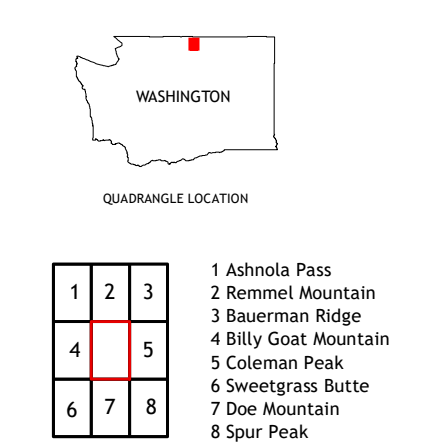 WASHINGTON
QUADRANGLE LOCATION
1 2 3
4 5
6 7 8
1 Ashnola Pass
2 Remmel Mountain
3 Bauerman Ridge
4 Billy Goat Mountain
5 Coleman Peak
6 Sweetgrass Butte
7 Doe Mountain
8 Spur Peak